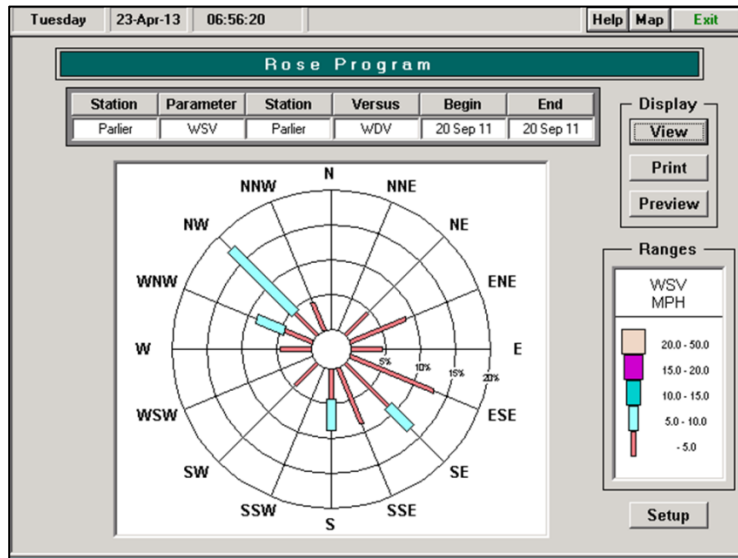 Tuesday 23-Apr-13 06:56:20 Help Map Exit
Rose Program
Station Parameter Station Versus Begin End
Parlier WSV Parlier WDV 20 Sep 11 20 Sep 11
Display
View
Print
Preview
N
NNW NNE
NW NE
WNW ENE
W E
5% 10% 15% 20%
WSW ESE
SW SE
SSW SSE
S
Ranges
WSV
MPH
20.0 - 50.0
15.0 - 20.0
10.0 - 15.0
5.0 - 10.0
- 5.0
Setup